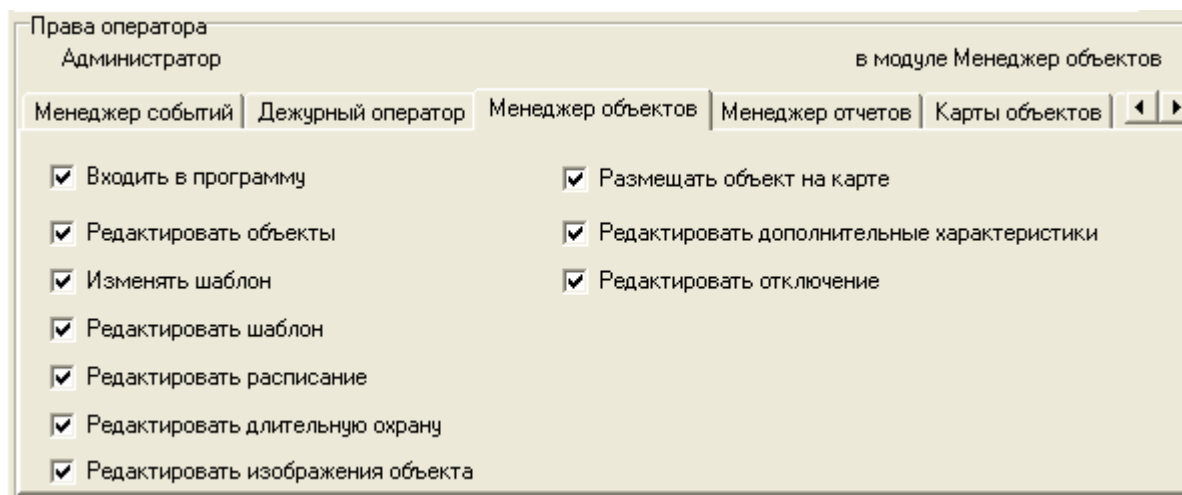 Права оператора
Администратор в модуле Менеджер объектов
Менеджер событий Дежурный оператор Менеджер объектов Менеджер отчетов Карты объектов
Входить в программу Размещать объект на карте
Редактировать объекты Редактировать дополнительные характеристики
Изменять шаблон Редактировать отключение
Редактировать шаблон
Редактировать расписание
Редактировать длительную охрану
Редактировать изображения объекта